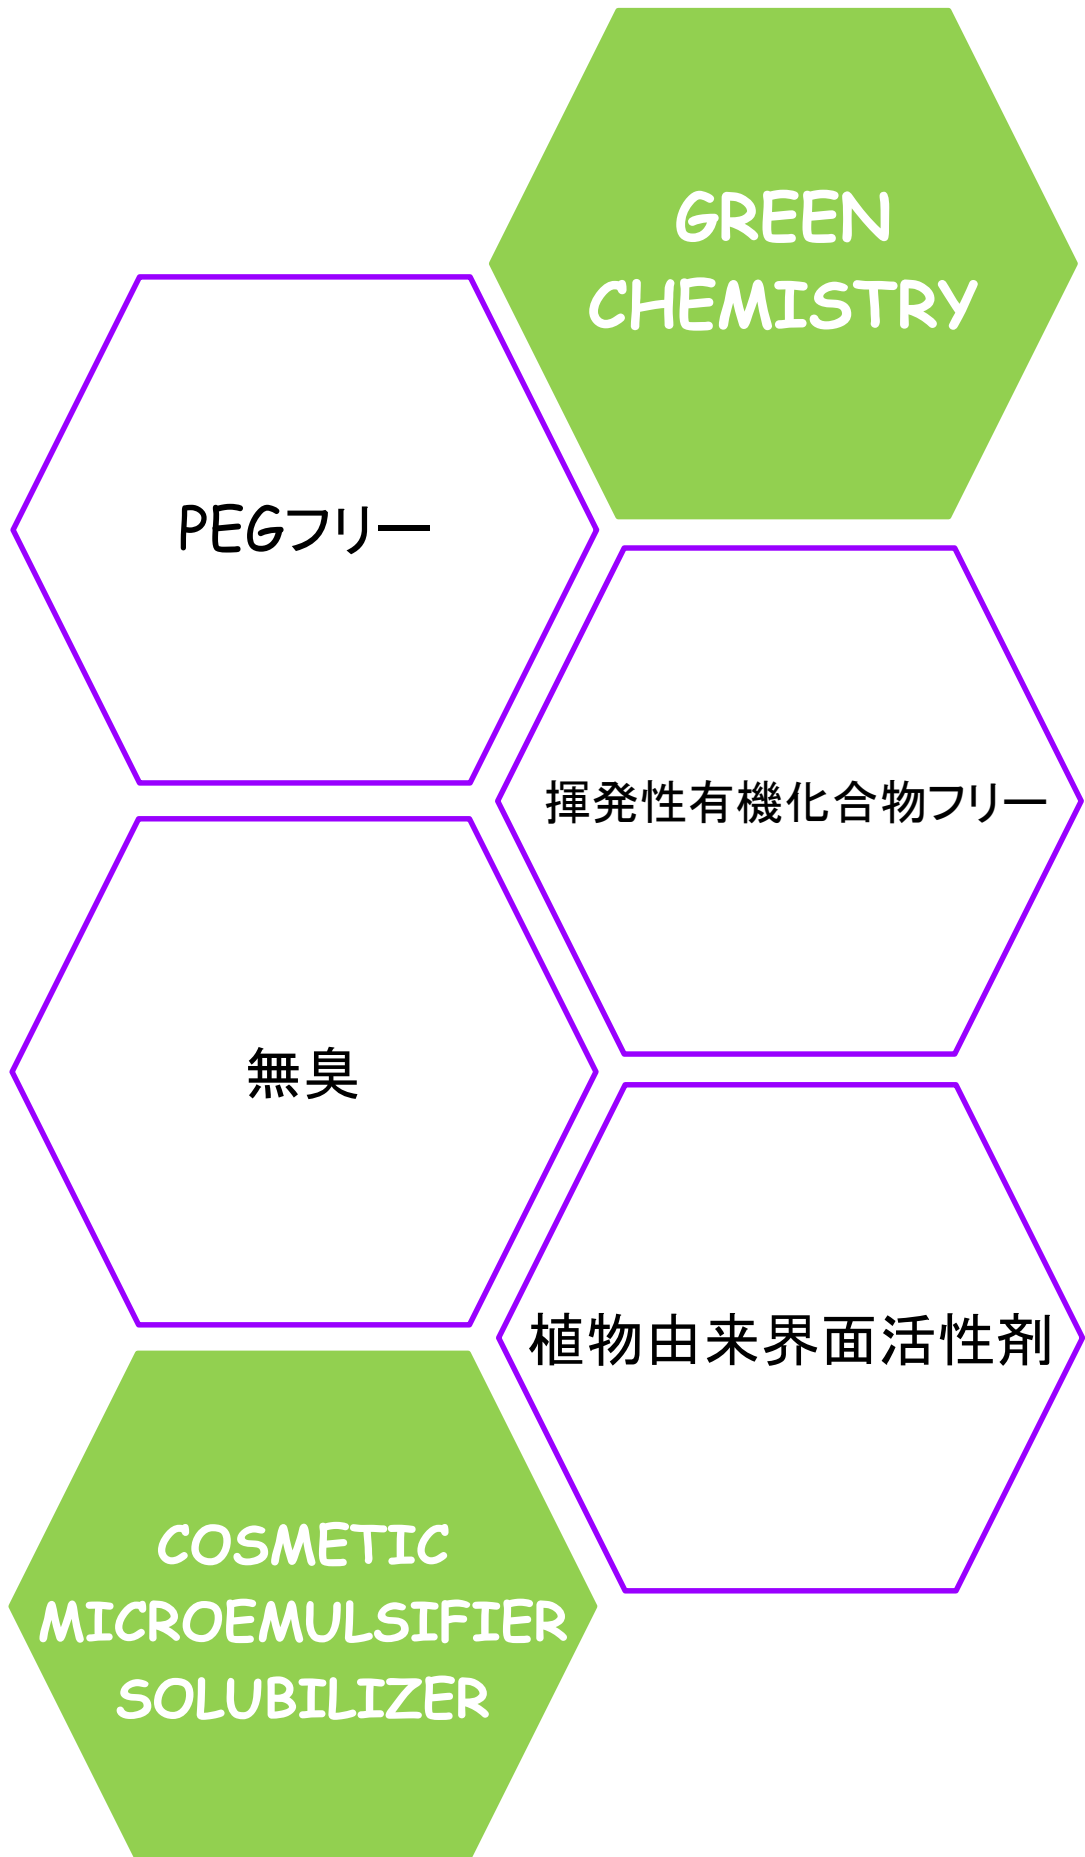 GREEN
CHEMISTRY
PEGフリー
揮発性有機化合物フリー
無臭
植物由来界面活性剤
COSMETIC
MICROEMULSIFIER
SOLUBILIZER